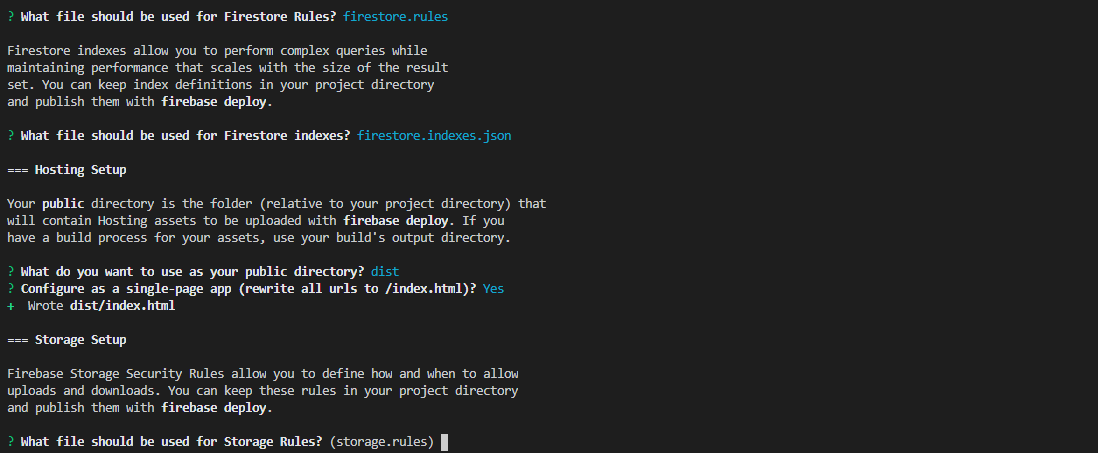 ? What file should be used for Firestore Rules? firestore.rules
Firestore indexes allow you to perform complex queries while
maintaining performance that scales with the size of the result
set. You can keep index definitions in your project directory
and publish them with firebase deploy.
? What file should be used for Firestore indexes? firestore.indexes.json
=== Hosting Setup
Your public directory is the folder (relative to your project directory) that
will contain Hosting assets to be uploaded with firebase deploy. If you
have a build process for your assets, use your build's output directory.
? What do you want to use as your public directory? dist
? Configure as a single-page app (rewrite all urls to /index.html)? Yes
+  Wrote dist/index.html
=== Storage Setup
Firebase Storage Security Rules allow you to define how and when to allow
uploads and downloads. You can keep these rules in your project directory
and publish them with firebase deploy.
? What file should be used for Storage Rules? (storage.rules)